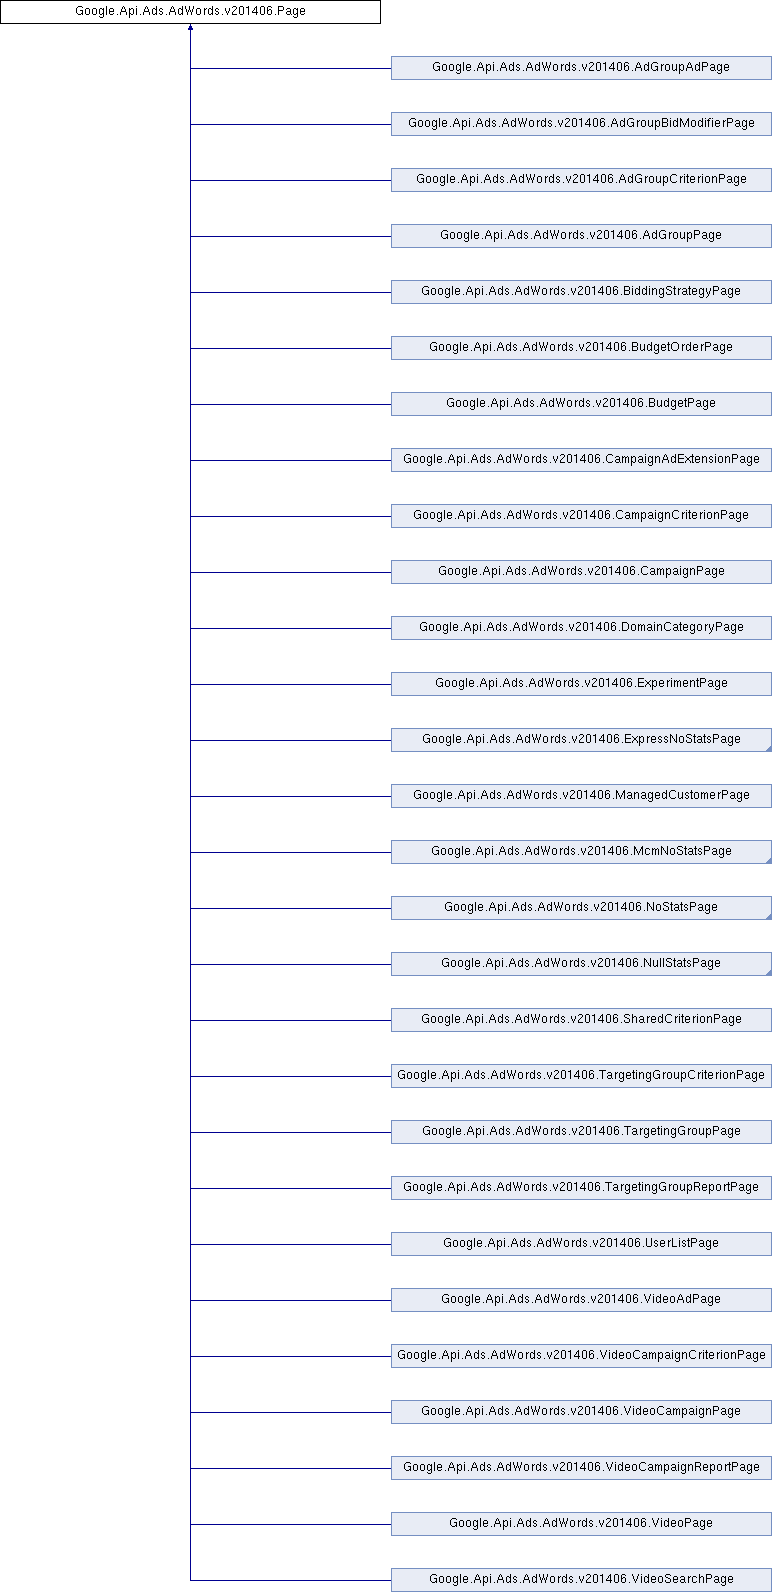 Google.Api.Ads.AdWords.v201406.Page
Google.Api.Ads.AdWords.v201406.AdGroupAdPage
Google.Api.Ads.AdWords.v201406.AdGroupBidModifierPage
Google.Api.Ads.AdWords.v201406.AdGroupCriterionPage
Google.Api.Ads.AdWords.v201406.AdGroupPage
Google.Api.Ads.AdWords.v201406.BiddingStrategyPage
Google.Api.Ads.AdWords.v201406.BudgetOrderPage
Google.Api.Ads.AdWords.v201406.BudgetPage
Google.Api.Ads.AdWords.v201406.CampaignAdExtensionPage
Google.Api.Ads.AdWords.v201406.CampaignCriterionPage
Google.Api.Ads.AdWords.v201406.CampaignPage
Google.Api.Ads.AdWords.v201406.DomainCategoryPage
Google.Api.Ads.AdWords.v201406.ExperimentPage
Google.Api.Ads.AdWords.v201406.ExpressNoStatsPage
Google.Api.Ads.AdWords.v201406.ManagedCustomerPage
Google.Api.Ads.AdWords.v201406.McmNoStatsPage
Google.Api.Ads.AdWords.v201406.NoStatsPage
Google.Api.Ads.AdWords.v201406.NullStatsPage
Google.Api.Ads.AdWords.v201406.SharedCriterionPage
Google.Api.Ads.AdWords.v201406.TargetingGroupCriterionPage
Google.Api.Ads.AdWords.v201406.TargetingGroupPage
Google.Api.Ads.AdWords.v201406.TargetingGroupReportPage
Google.Api.Ads.AdWords.v201406.UserListPage
Google.Api.Ads.AdWords.v201406.VideoAdPage
Google.Api.Ads.AdWords.v201406.VideoCampaignCriterionPage
Google.Api.Ads.AdWords.v201406.VideoCampaignPage
Google.Api.Ads.AdWords.v201406.VideoCampaignReportPage
Google.Api.Ads.AdWords.v201406.VideoPage
Google.Api.Ads.AdWords.v201406.VideoSearchPage